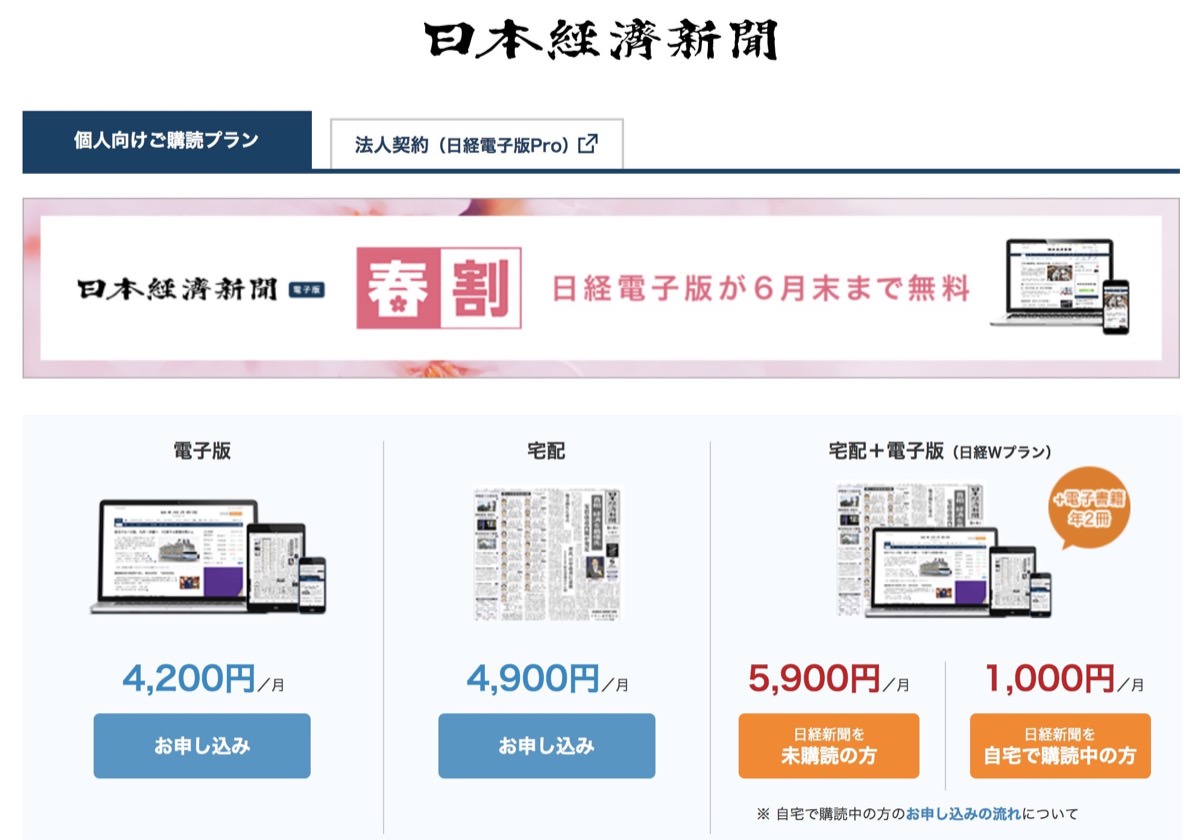 日本經濟新聞
個人向けご購読プラン
法人契約（日経電子版Pro）
日本經濟新聞 電子版 春割 日経電子版が6月末まで無料
電子版
宅配
宅配＋電子版（日経Wプラン）
+電子書籍
年2冊
4,200円／月
4,900円／月
5,900円／月
1,000円／月
お申し込み
お申し込み
日経新聞を
未購読の方
日経新聞を
自宅で購読中の方
※ 自宅で購読中の方のお申し込みの流れについて